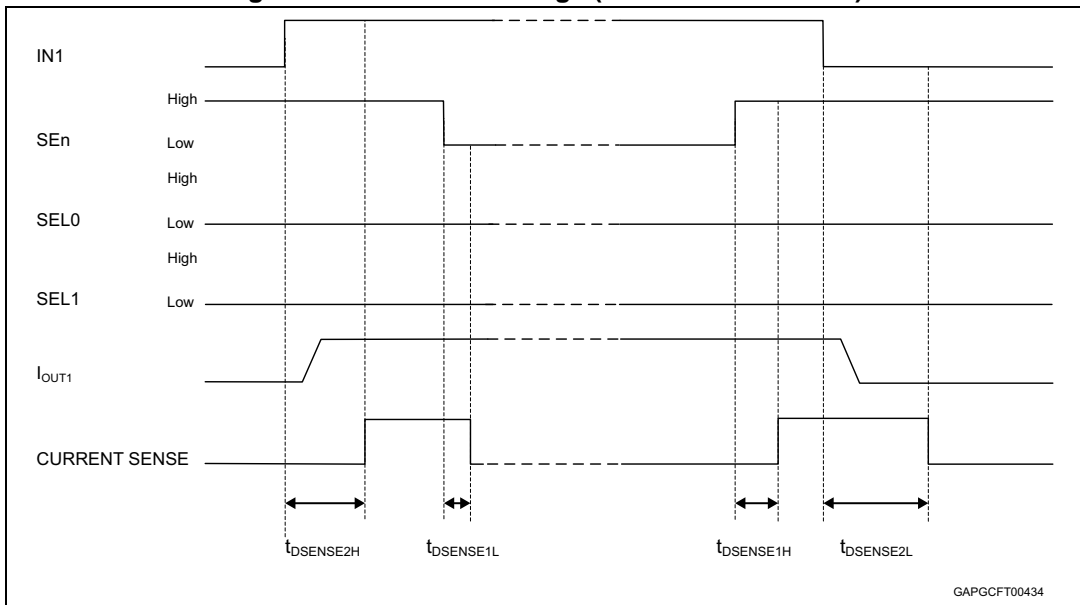 IN1
High
SEn
Low
High
SEL0
Low
High
SEL1
Low
IOUT1
CURRENT SENSE
tDSENSE2H tDSENSE1L tDSENSE1H tDSENSE2L
GAPGCFT00434